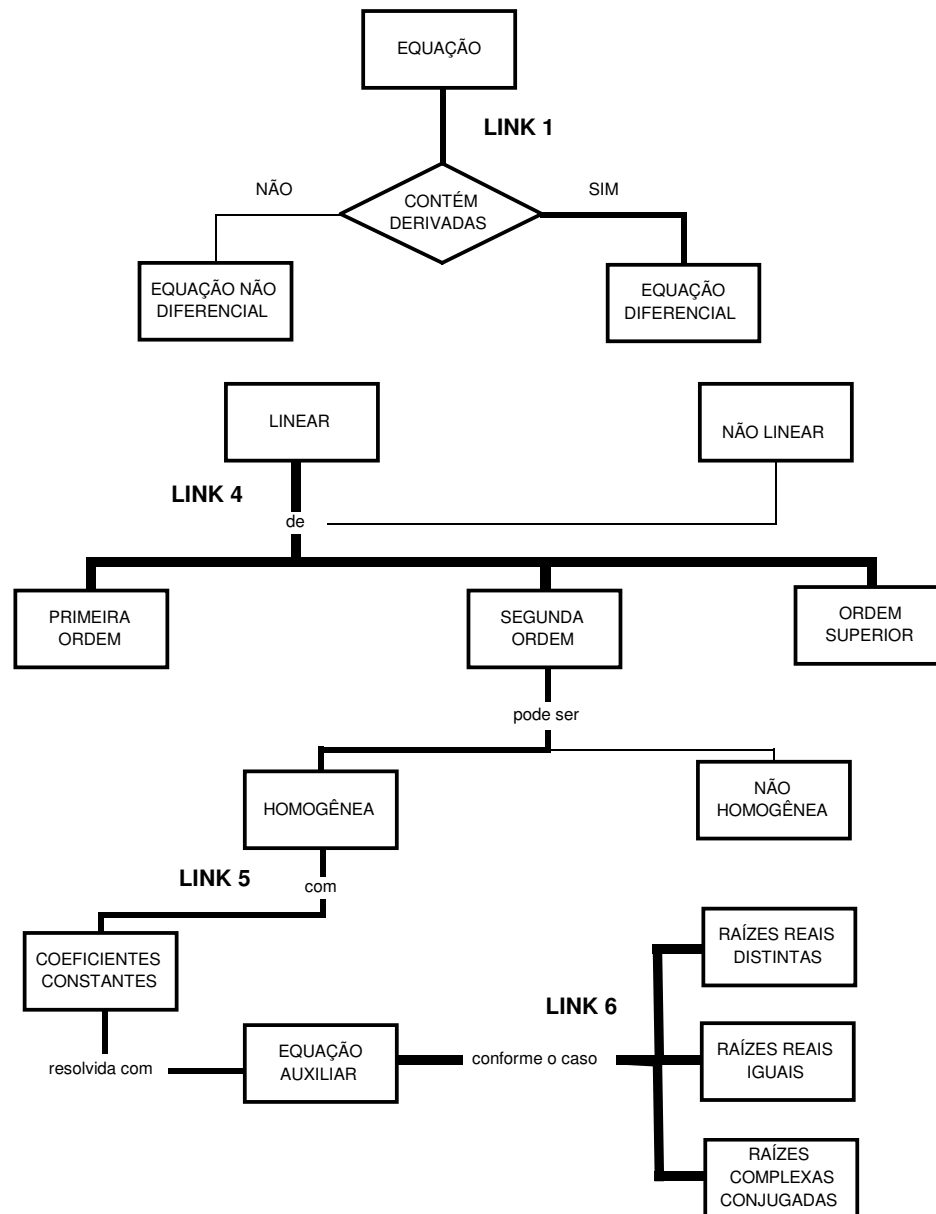 EQUAÇÃO
LINK 1
NÃO
SIM
CONTÉM
DERIVADAS
EQUAÇÃO NÃO
DIFERENCIAL
EQUAÇÃO
DIFERENCIAL
LINEAR
NÃO LINEAR
LINK 4
de
PRIMEIRA
ORDEM
SEGUNDA
ORDEM
ORDEM
SUPERIOR
pode ser
HOMOGÊNEA
NÃO
HOMOGÊNEA
LINK 5
com
COEFICIENTES
CONSTANTES
RAÍZES REAIS
DISTINTAS
LINK 6
resolvida com
EQUAÇÃO
AUXILIAR
conforme o caso
RAÍZES REAIS
IGUAIS
RAÍZES
COMPLEXAS
CONJUGADAS